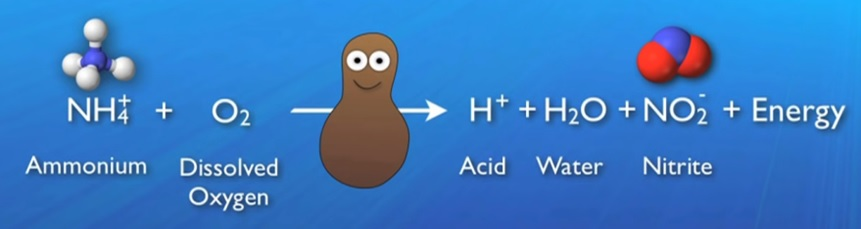 NH₄⁺ + O₂ → H⁺ + H₂O + NO₂⁻ + Energy
Ammonium Dissolved Oxygen Acid Water Nitrite